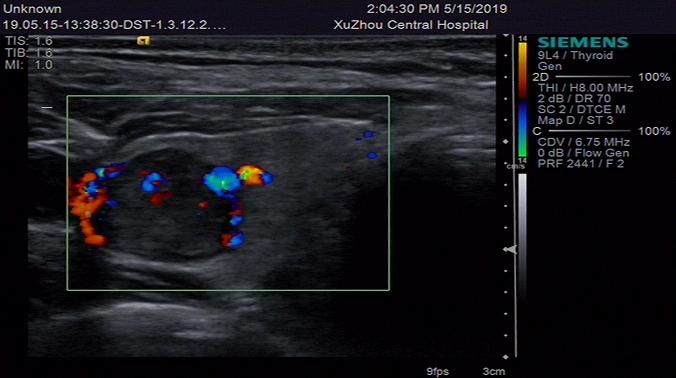 Unknown
2:04:30 PM 5/15/2019
19.05.15-13:38:30-DST-1.3.12.2....
XuZhou Central Hospital
TIS: 1.6
TIB: 1.6
MI: 1.0
14
14
cm/s
SIEMENS
9L4 / Thyroid
Gen
2D 100%
THI / H8.00 MHz
2 dB / DR 70
SC 2 / DTCE M
Map D / ST 3
C 100%
CDV / 6.75 MHz
0 dB / Flow Gen
PRF 2441 / F 2
9fps
3cm